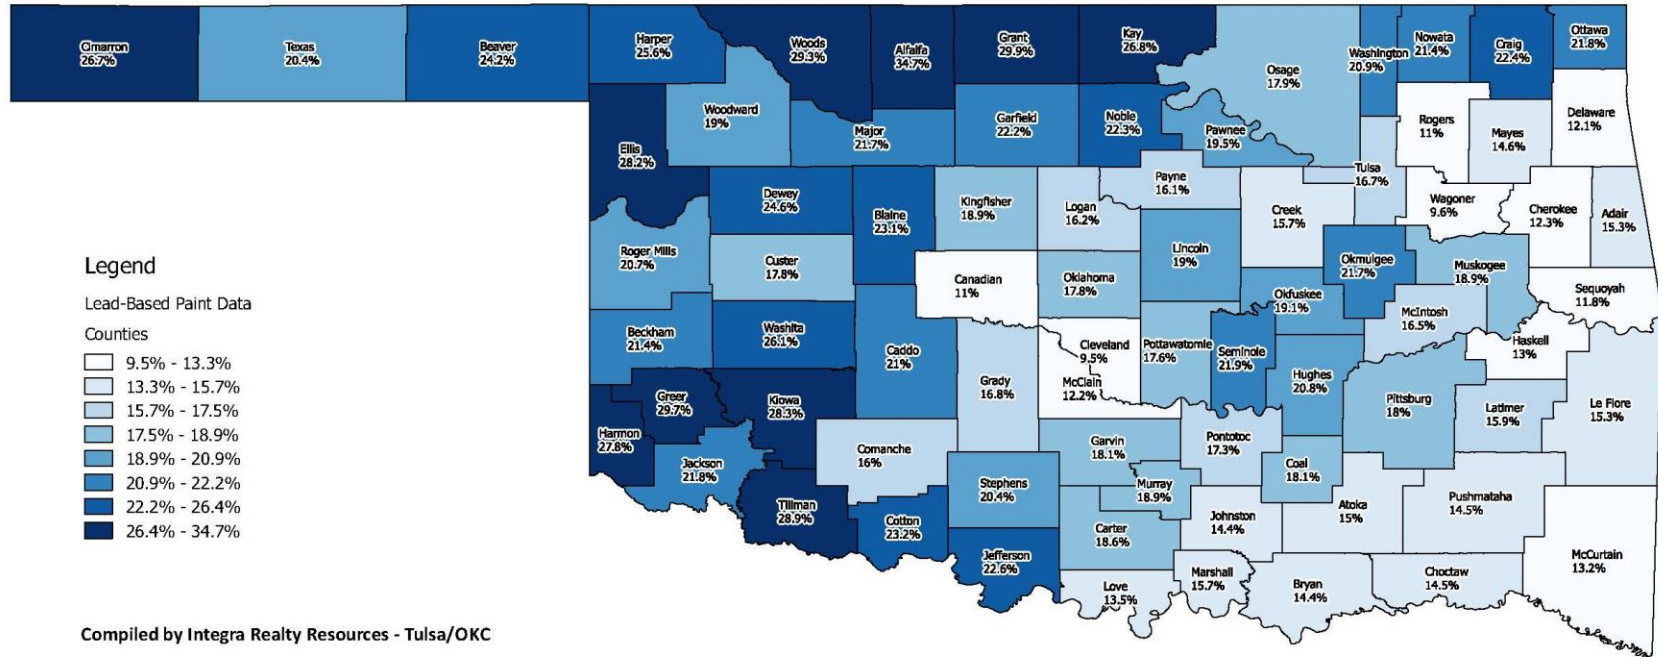 Cimarron
26.7%
Texas
20.4%
Beaver
24.2%
Harper
25.6%
Woods
29.3%
Alfalfa
34.7%
Grant
29.9%
Kay
26.8%
Osage
17.9%
Washington
20.9%
Nowata
21.4%
Craig
22.4%
Ottawa
21.8%
Woodward
19%
Ellis
28.2%
Major
21.7%
Garfield
22.2%
Noble
22.3%
Pawnee
19.5%
Rogers
11%
Mayes
14.6%
Delaware
12.1%
Dewey
24.6%
Blaine
23.1%
Kingfisher
18.9%
Logan
16.2%
Payne
16.1%
Creek
15.7%
Tulsa
16.7%
Wagoner
9.6%
Cherokee
12.3%
Adair
15.3%
Roger Mills
20.7%
Custer
17.8%
Canadian
11%
Oklahoma
17.8%
Lincoln
19%
Okmulgee
21.7%
Muskogee
18.9%
Sequoyah
11.8%
Okfuskee
19.1%
McIntosh
16.5%
Haskell
13%
Beckham
21.4%
Washita
26.1%
Caddo
21%
Grady
16.8%
Cleveland
9.5%
McClain
12.2%
Pottawatomie
17.6%
Seminole
21.9%
Hughes
20.8%
Pittsburg
18%
Latimer
15.9%
Le Flore
15.3%
Greer
29.7%
Kiowa
28.3%
Harmon
27.8%
Jackson
21.8%
Comanche
16%
Garvin
18.1%
Pontotoc
17.3%
Coal
18.1%
Tillman
28.9%
Cotton
23.2%
Stephens
20.4%
Murray
18.9%
Johnston
14.4%
Atoka
15%
Pushmataha
14.5%
Jefferson
22.6%
Carter
18.6%
Love
13.5%
Marshall
15.7%
Bryan
14.4%
Choctaw
14.5%
McCurtain
13.2%
Legend
Lead-Based Paint Data
Counties
9.5% - 13.3%
13.3% - 15.7%
15.7% - 17.5%
17.5% - 18.9%
18.9% - 20.9%
20.9% - 22.2%
22.2% - 26.4%
26.4% - 34.7%
Compiled by Integra Realty Resources - Tulsa/OKC